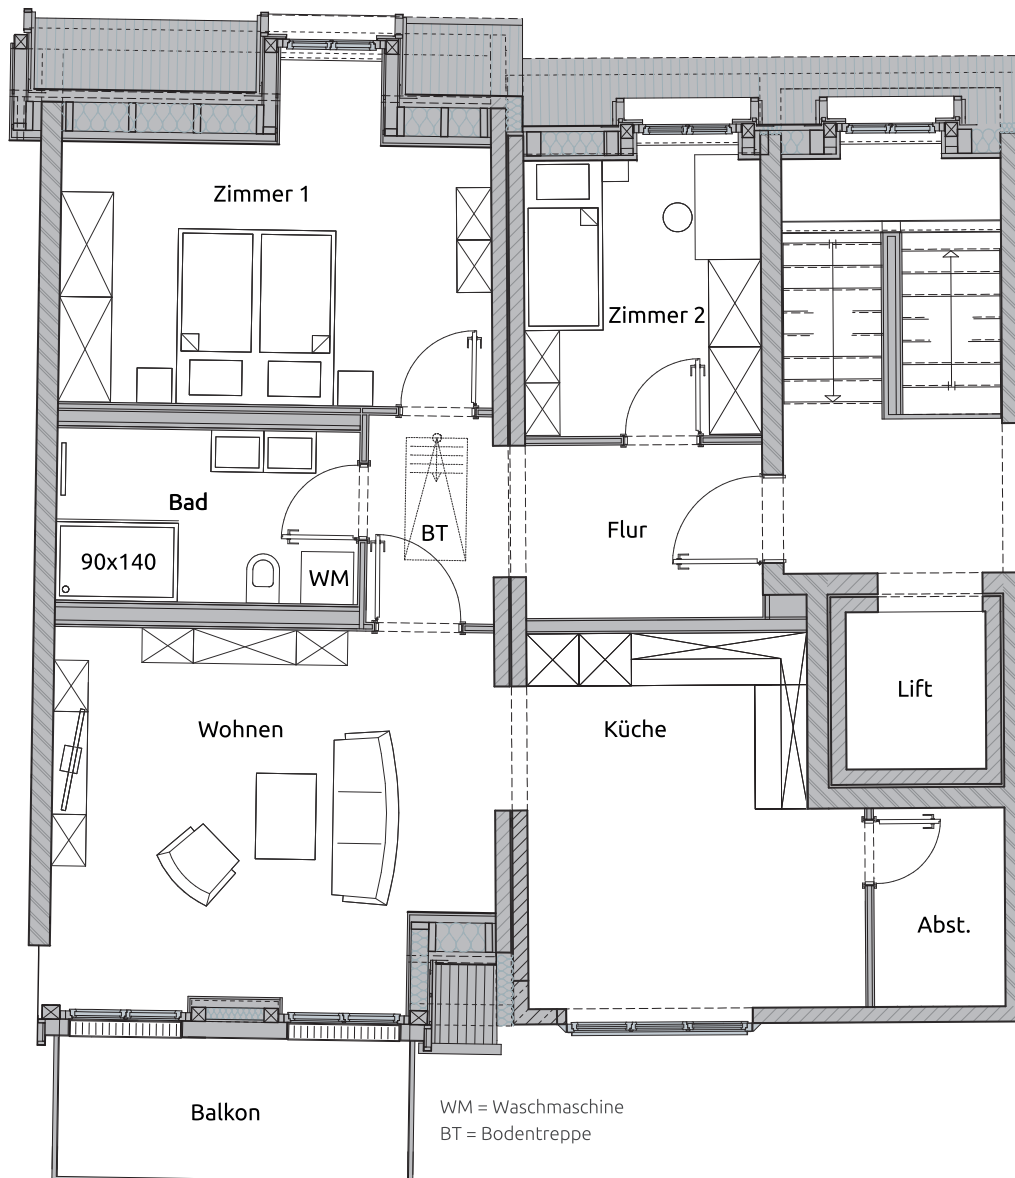 Zimmer 1
Zimmer 2
Bad
90x140
WM
BT
Flur
Lift
Wohnen
Küche
Abst.
Balkon
WM = Waschmaschine
BT = Bodentreppe